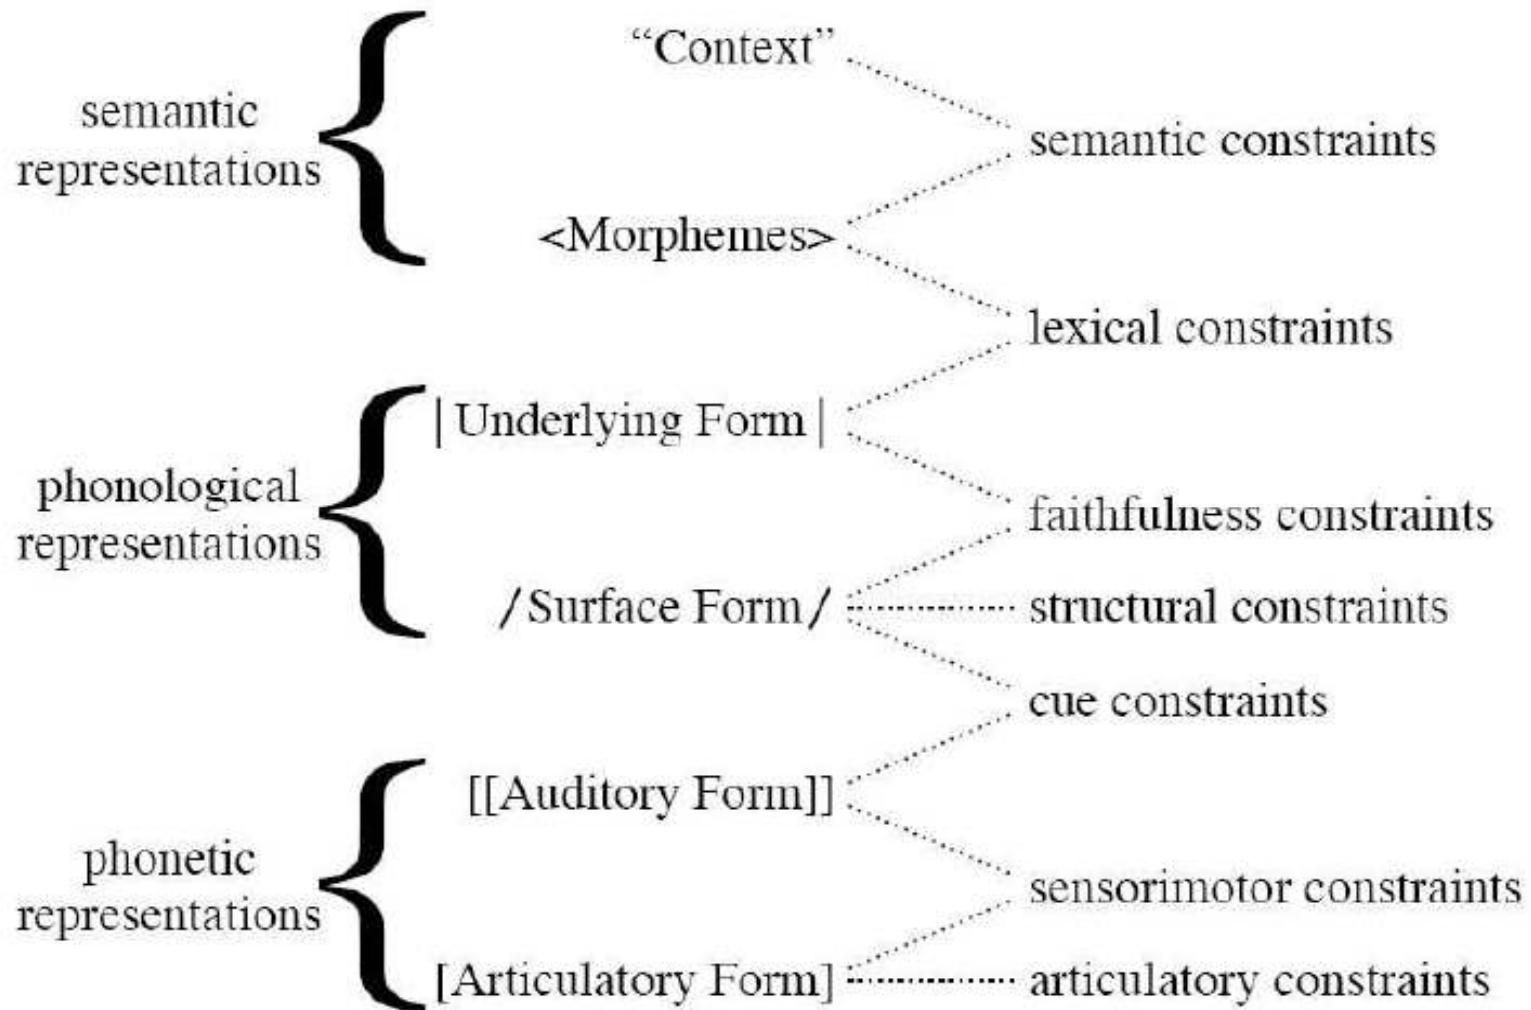 “Context”
semantic
representations
semantic constraints
<Morphemes>
lexical constraints
|Underlying Form|
phonological
representations
faithfulness constraints
/Surface Form/
structural constraints
cue constraints
[[Auditory Form]]
phonetic
representations
sensorimotor constraints
[Articulatory Form]
articulatory constraints